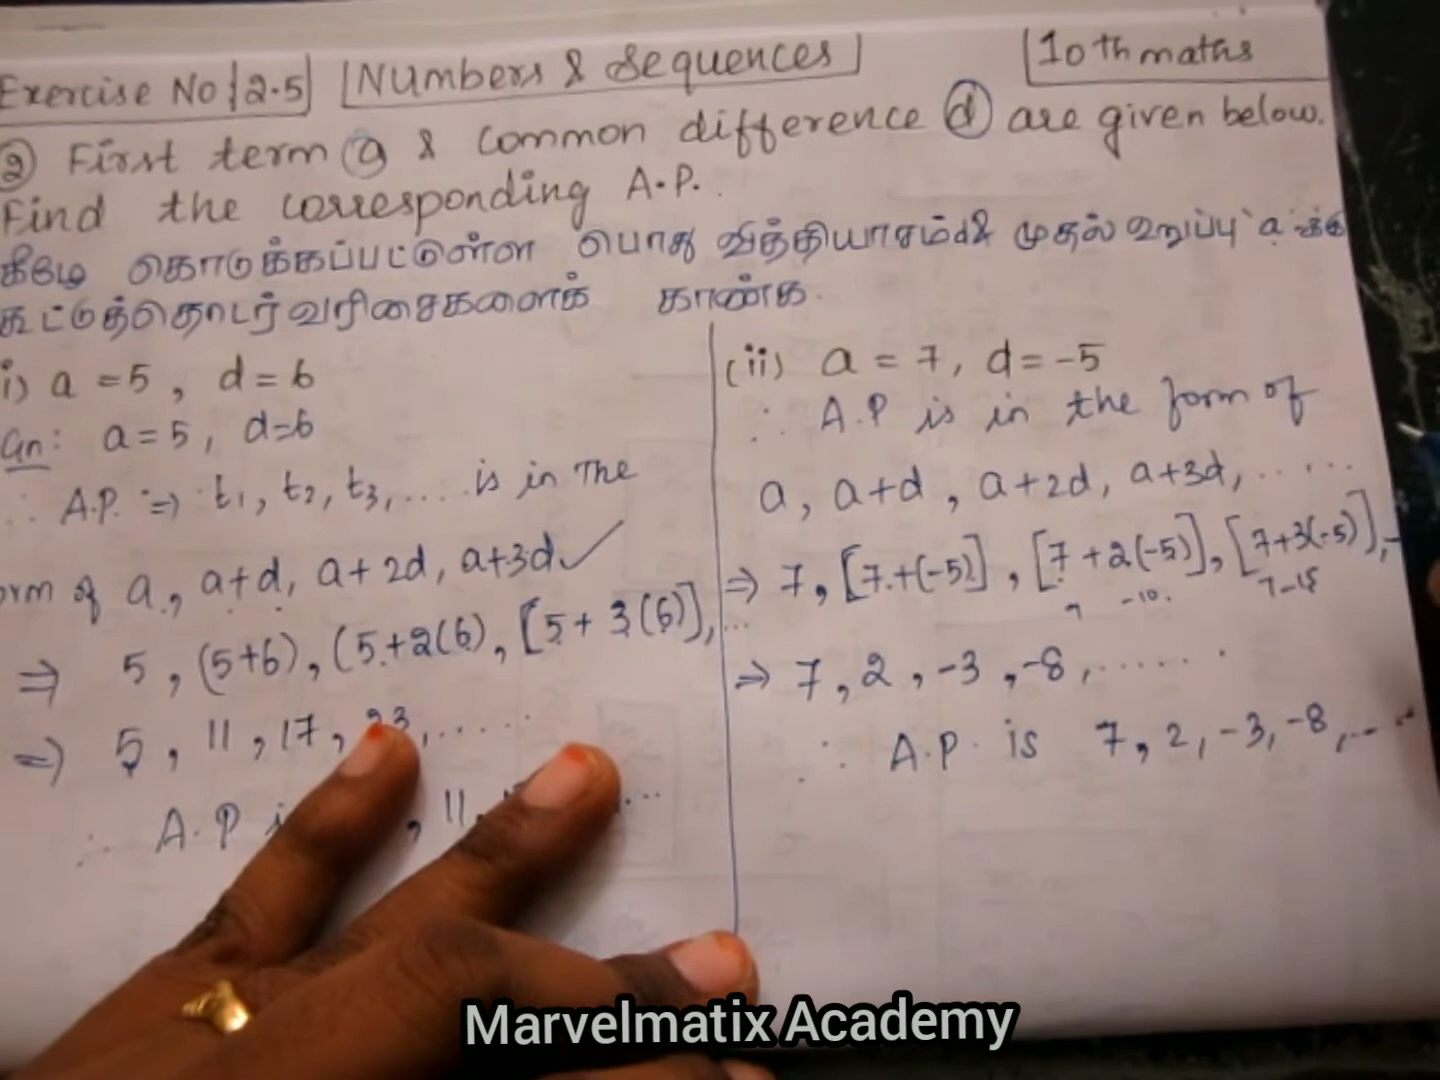 Exercise No 2.5 Numbers & Sequences 10th maths
② First term ⓐ & common difference ⓓ are given below.
Find the corresponding A.P.
கீழே கொடுக்கப்பட்டுள்ள பொது வித்தியாசம் d & முதல் உறுப்பு 'a' க்கு
கூட்டுத்தொடர் வரிசைகளைக் காண்க.
i) a = 5, d = 6
Gn: a = 5, d = 6
∴ A.P. ⇒ t₁, t₂, t₃, .... is in The
orm of a, a+d, a+2d, a+3d ✓
⇒ 5, (5+6), (5+2(6), [5+3(6)], ...
⇒ 5, 11, 17, 23, ......
∴ A.P , 11, ...
(ii) a = 7, d = -5
∴ A.P is in the form of
a, a+d, a+2d, a+3d, ......
⇒ 7, [7+(-5)], [7+2(-5)], [7+3(-5)], -
7 -10. 7-15
⇒ 7, 2, -3, -8, ......
∴ A.P. is 7, 2, -3, -8, ...
Marvelmatix Academy